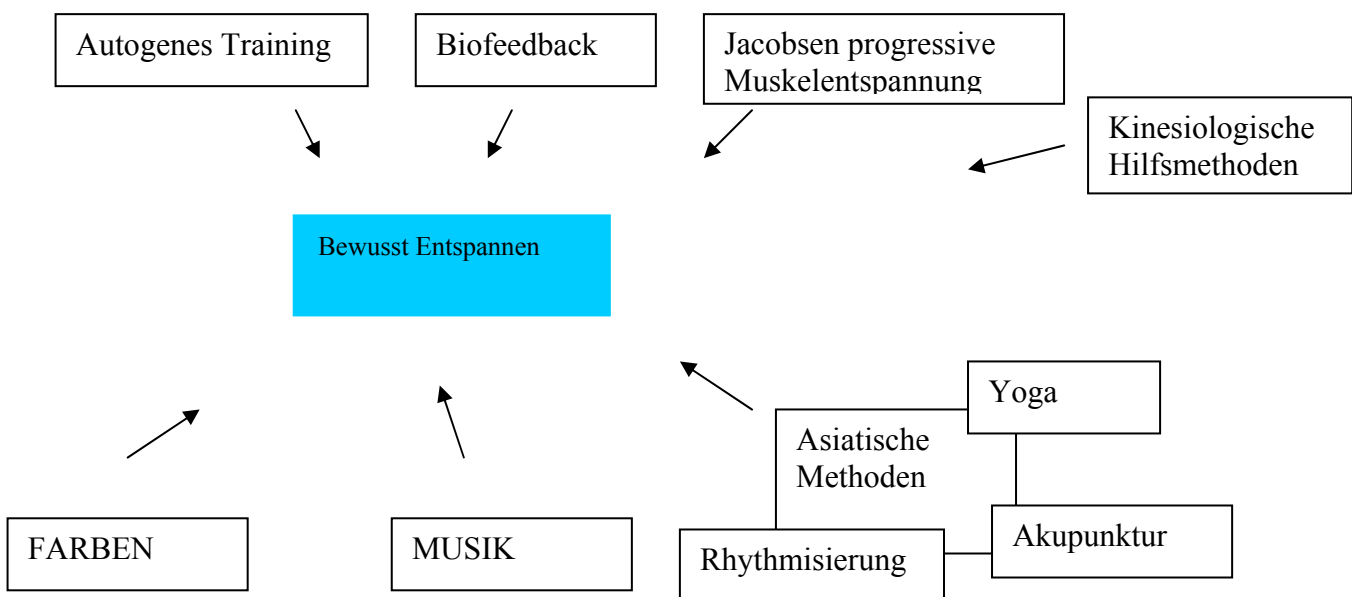 Autogenes Training
Biofeedback
Jacobsen progressive
Muskelentspannung
Kinesiologische
Hilfsmethoden
Bewusst Entspannen
Yoga
Asiatische
Methoden
Akupunktur
Rhythmisierung
FARBEN
MUSIK